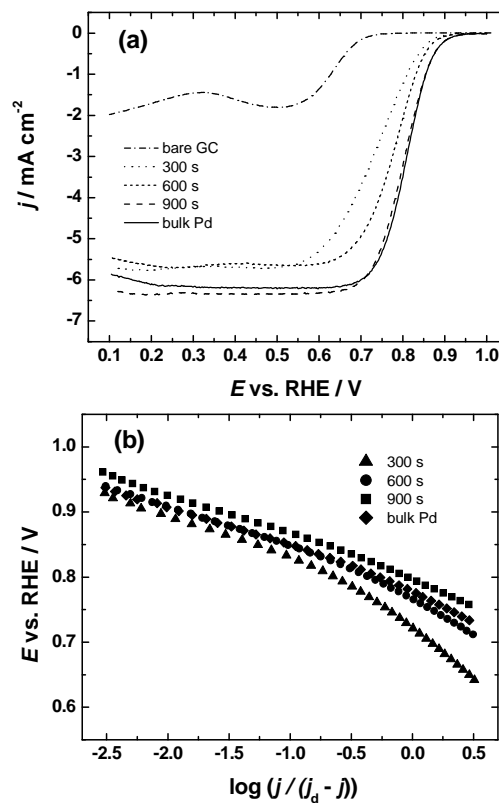 (a)
0
-1
-2
-3
-4
-5
-6
-7
j / mA cm⁻²
bare GC
300 s
600 s
900 s
bulk Pd
0.1 0.2 0.3 0.4 0.5 0.6 0.7 0.8 0.9 1.0
E vs. RHE / V
(b)
1.0
0.9
0.8
0.7
0.6
E vs. RHE / V
300 s
600 s
900 s
bulk Pd
-2.5 -2.0 -1.5 -1.0 -0.5 0.0 0.5
log (j / (j_d - j))